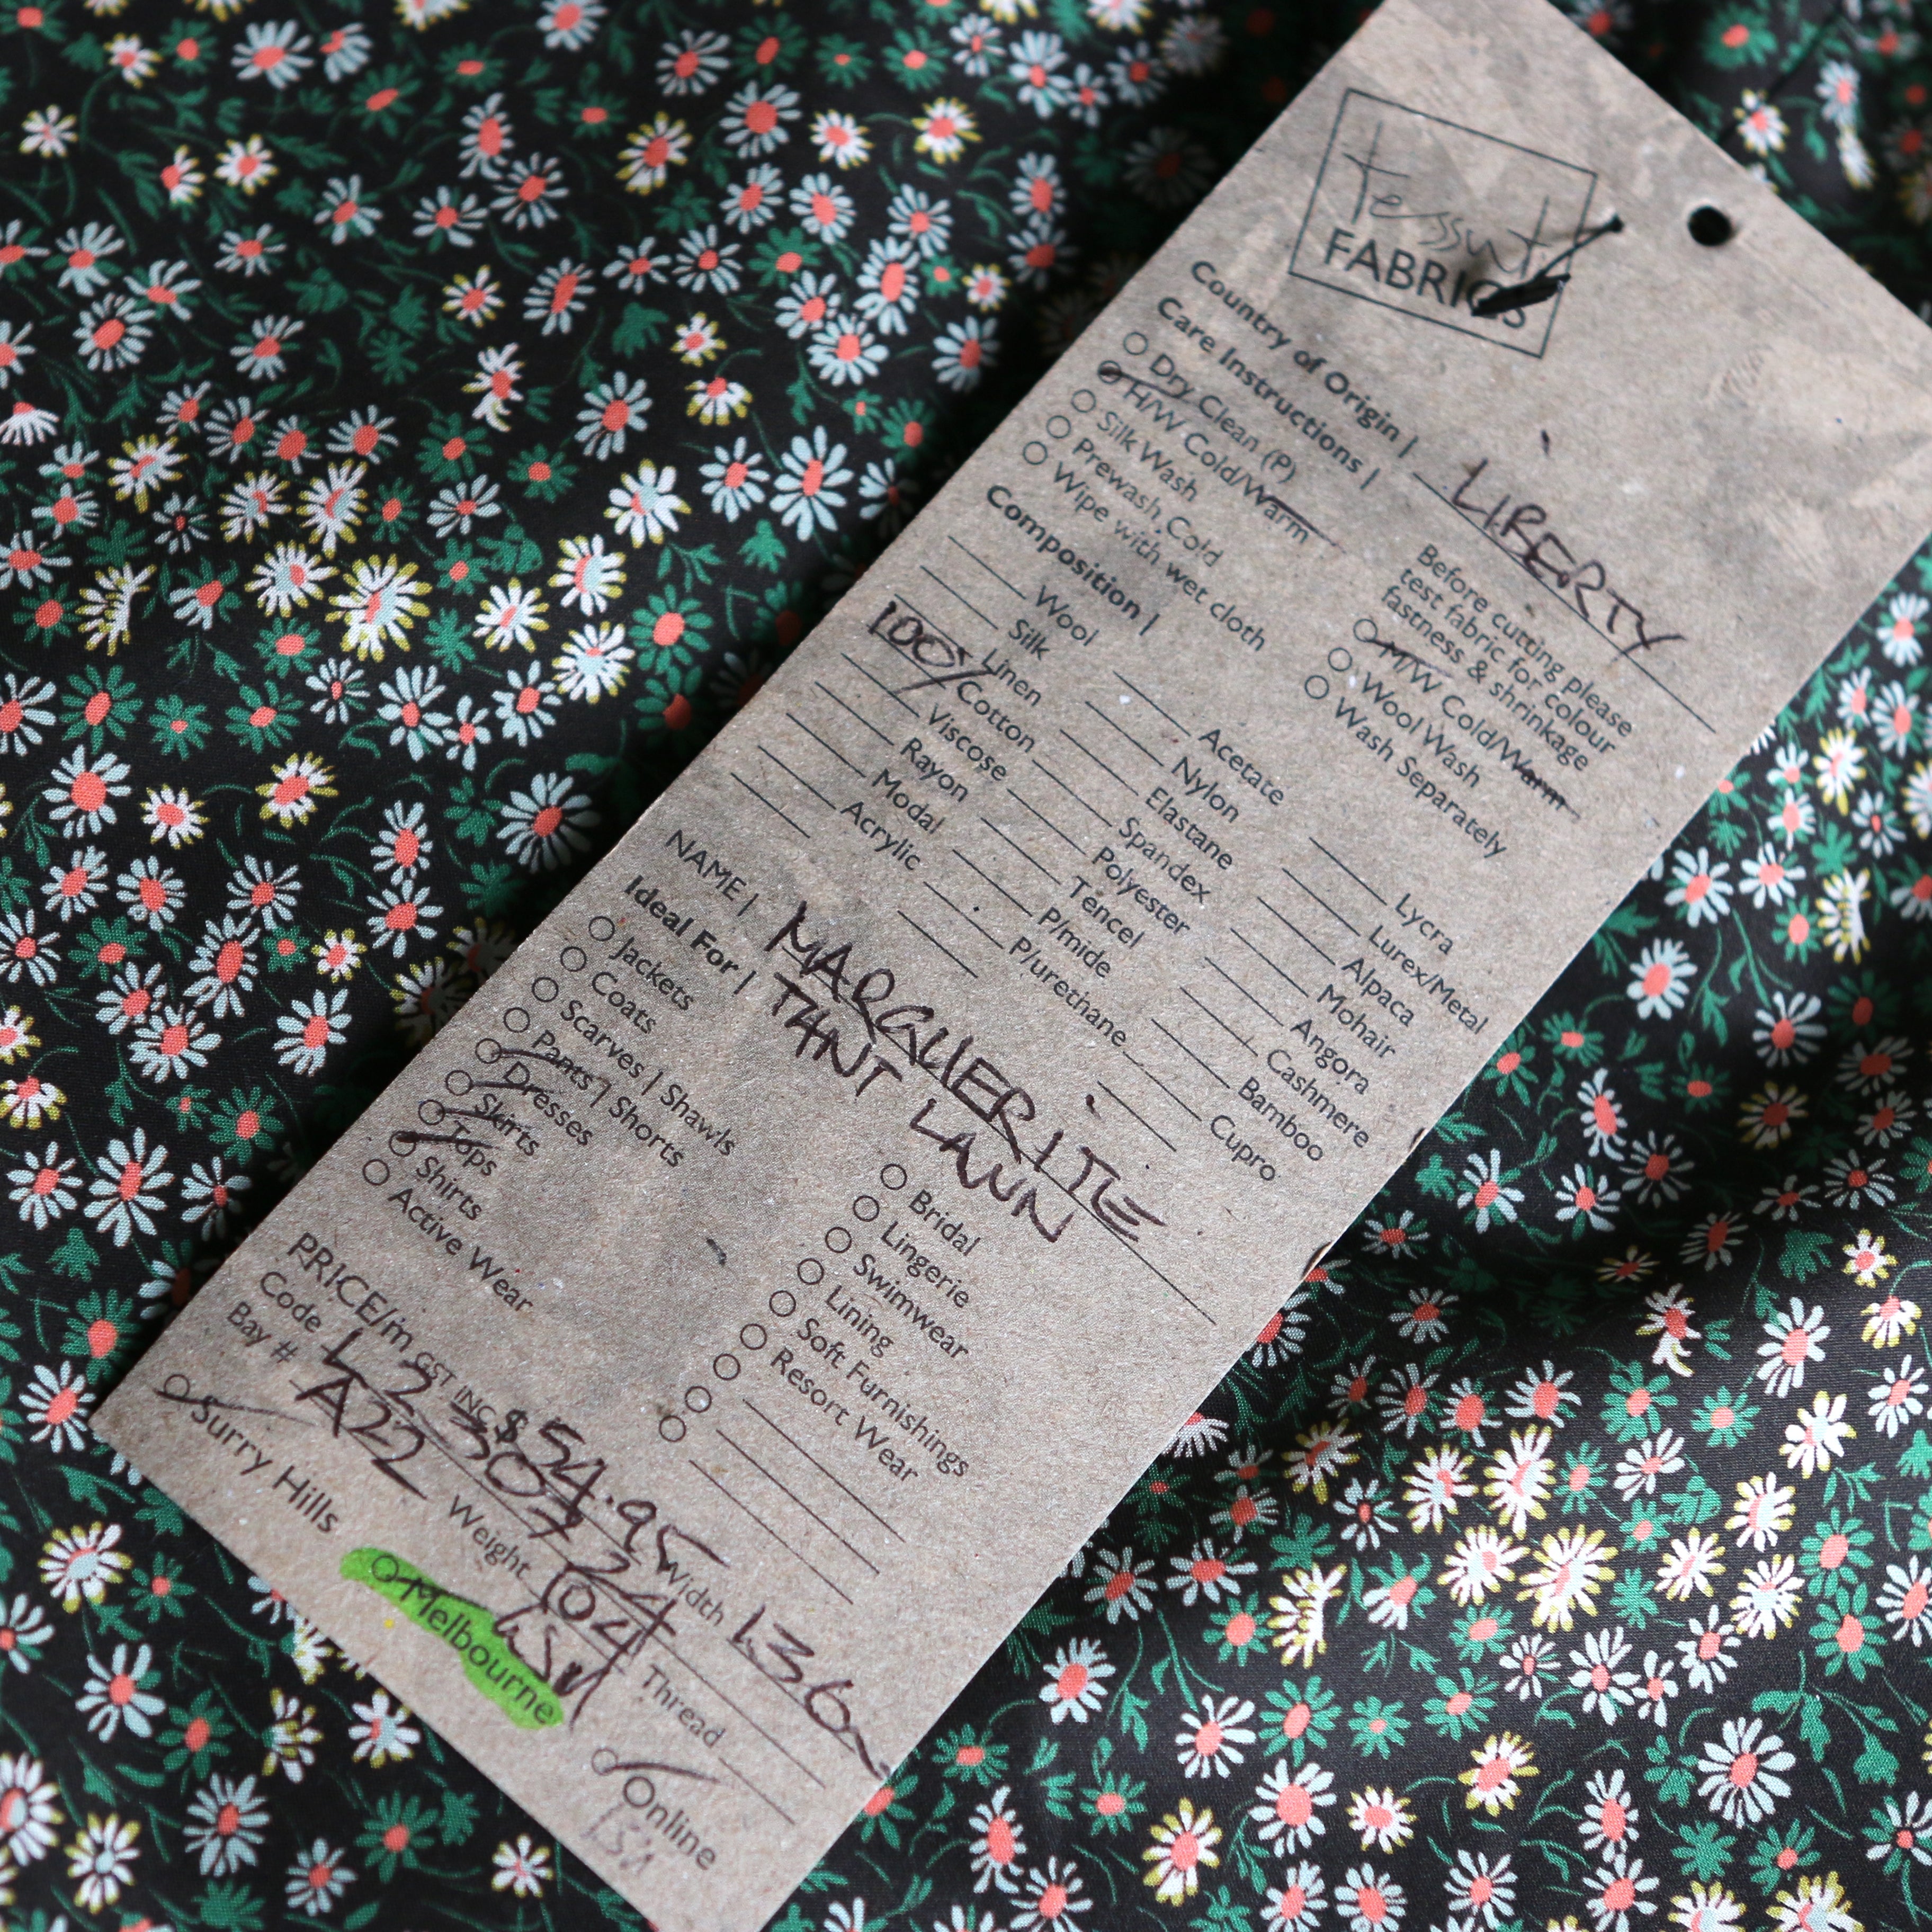 tessuti
FABRICS
Country of Origin | LIBERTY
Care Instructions |
Before cutting please
test fabric for colour
fastness & shrinkage
Dry Clean (P)
H/W Cold/Warm
Silk Wash
Prewash Cold
Wipe with wet cloth
M/W Cold/Warm
Wool Wash
Wash Separately
Composition |
Wool
Silk
Linen
100% Cotton
Viscose
Rayon
Modal
Acrylic
Acetate
Nylon
Elastane
Spandex
Polyester
Tencel
P/mide
P/urethane
Lycra
Lurex/Metal
Alpaca
Mohair
Angora
Cashmere
Bamboo
Cupro
NAME | MARGUERITE
TANT LAWN
Ideal For |
Jackets
Coats
Scarves | Shawls
Pants | Shorts
Dresses
Skirts
Tops
Shirts
Active Wear
Bridal
Lingerie
Swimwear
Lining
Soft Furnishings
Resort Wear
PRICE/m GST INC $ 54.95 Width 136
Code L230724
Bay # A22 Weight 104 Thread
Surry Hills
Melbourne
Online